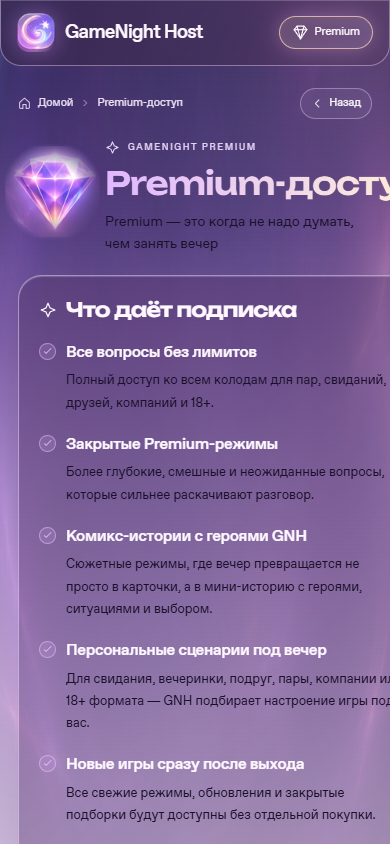 GameNight Host
Premium
Домой
Premium-доступ
Назад
GAMENIGHT PREMIUM
Premium-досту
Premium — это когда не надо думать,
чем занять вечер
Что даёт подписка
Все вопросы без лимитов
Полный доступ ко всем колодам для пар, свиданий,
друзей, компаний и 18+.
Закрытые Premium-режимы
Более глубокие, смешные и неожиданные вопросы,
которые сильнее раскачивают разговор.
Комикс-истории с героями GNH
Сюжетные режимы, где вечер превращается не
просто в карточки, а в мини-историю с героями,
ситуациями и выбором.
Персональные сценарии под вечер
Для свидания, вечеринки, подруг, пары, компании ил
18+ формата — GNH подбирает настроение игры под
вас.
Новые игры сразу после выхода
Все свежие режимы, обновления и закрытые
подборки будут доступны без отдельной покупки.